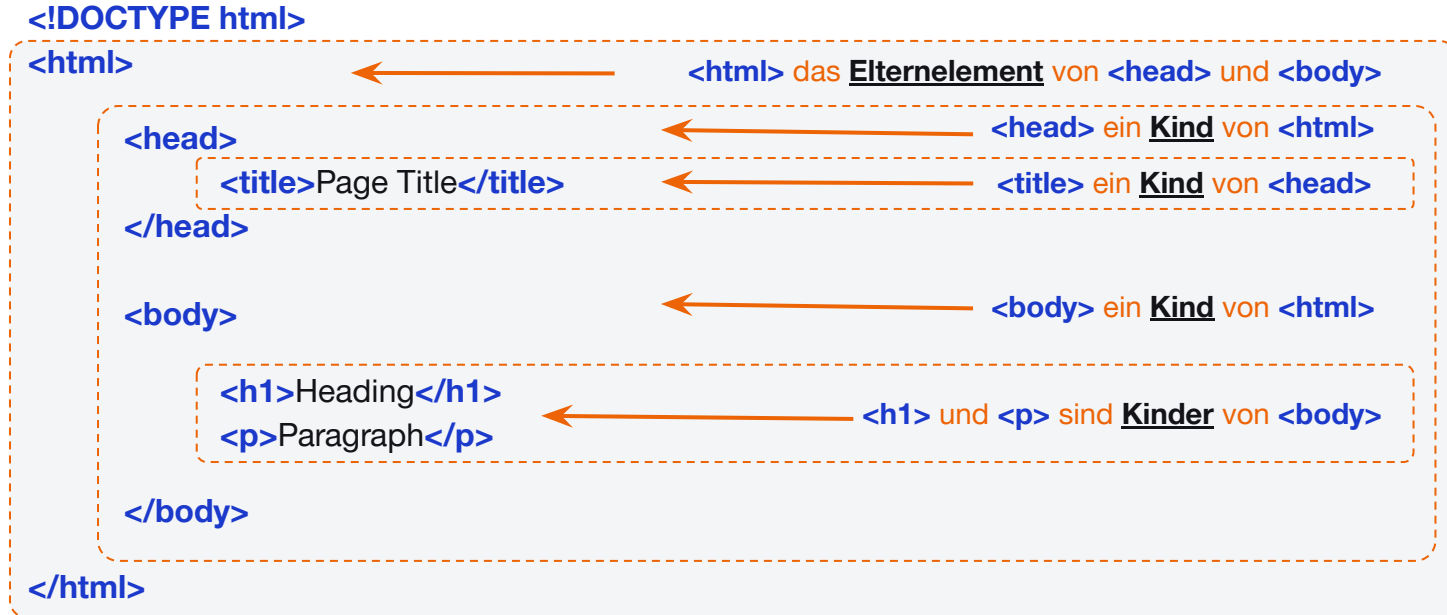 <!DOCTYPE html>
<html> <html> das Elternelement von <head> und <body>
<head> <head> ein Kind von <html>
<title>Page Title</title> <title> ein Kind von <head>
</head>
<body> <body> ein Kind von <html>
<h1>Heading</h1>
<h1> und <p> sind Kinder von <body>
<p>Paragraph</p>
</body>
</html>